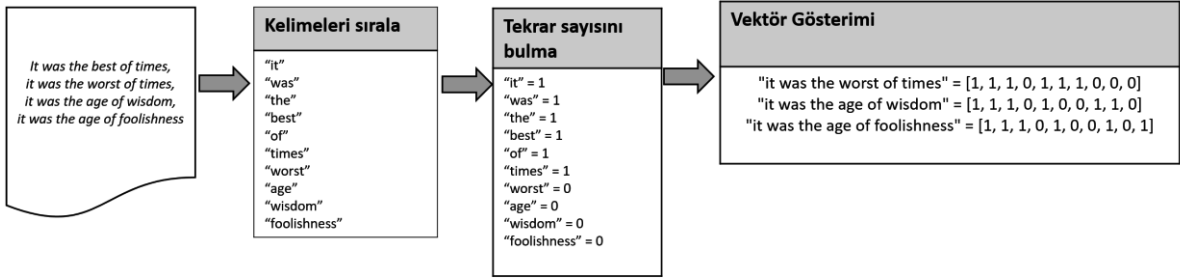 It was the best of times,
it was the worst of times,
it was the age of wisdom,
it was the age of foolishness
Kelimeleri sırala
“it”
“was”
“the”
“best”
“of”
“times”
“worst”
“age”
“wisdom”
“foolishness”
Tekrar sayısını
bulma
“it” = 1
“was” = 1
“the” = 1
“best” = 1
“of” = 1
“times” = 1
“worst” = 0
“age” = 0
“wisdom” = 0
“foolishness” = 0
Vektör Gösterimi
"it was the worst of times" = [1, 1, 1, 0, 1, 1, 1, 0, 0, 0]
"it was the age of wisdom" = [1, 1, 1, 0, 1, 0, 0, 1, 1, 0]
"it was the age of foolishness" = [1, 1, 1, 0, 1, 0, 0, 1, 0, 1]